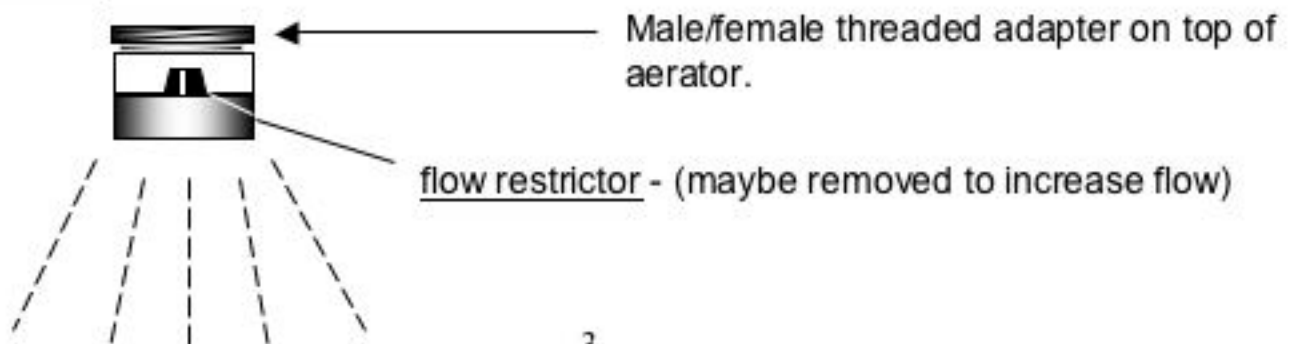 Male/female threaded adapter on top of
aerator.
flow restrictor - (maybe removed to increase flow)